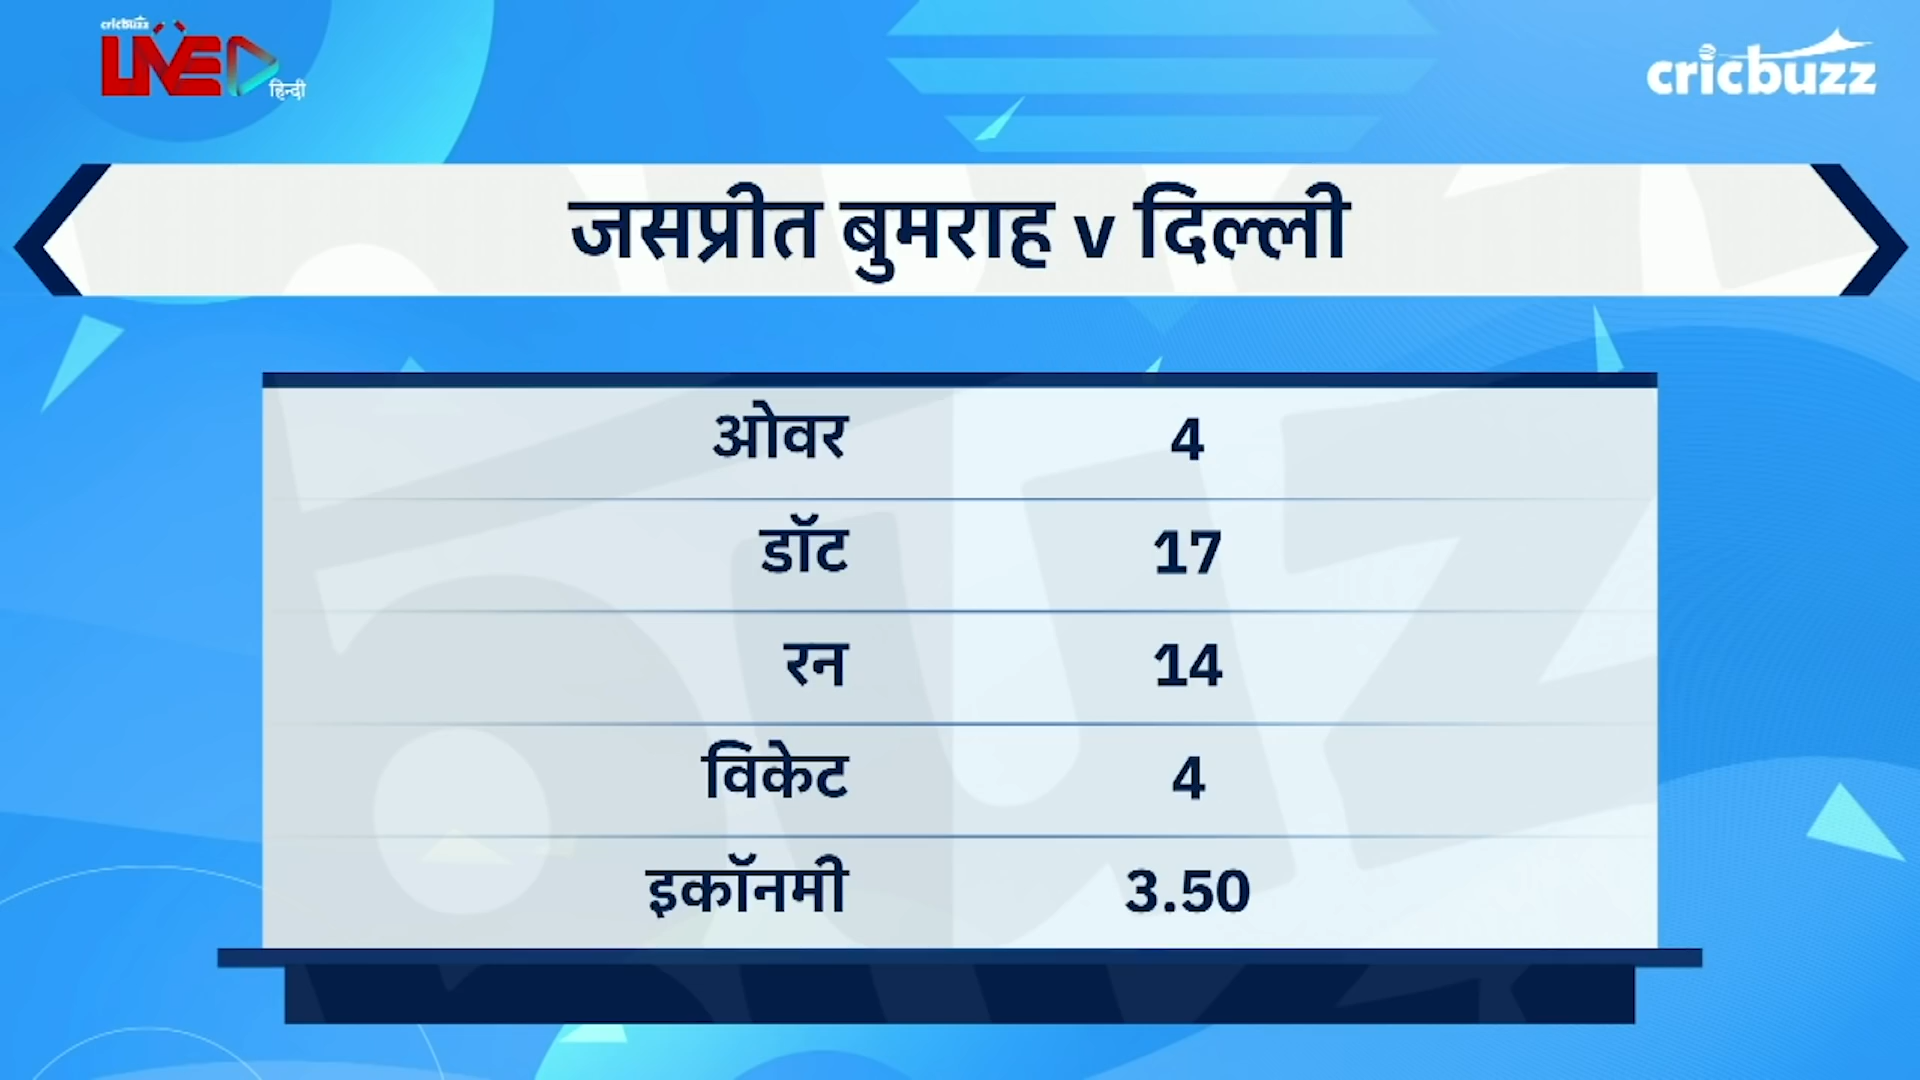 cricbuzz
LIVE
हिन्दी
cricbuzz
जसप्रीत बुमराह v दिल्ली
ओवर 4
डॉट 17
रन 14
विकेट 4
इकॉनमी 3.50